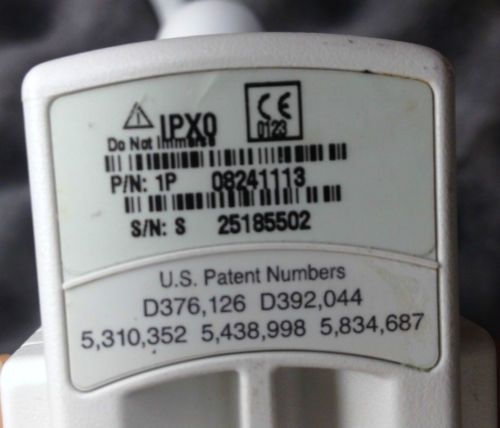 IPX0
CE
0123
Do Not Immerse
P/N: 1P 08241113
S/N: S 25185502
U.S. Patent Numbers
D376,126 D392,044
5,310,352 5,438,998 5,834,687